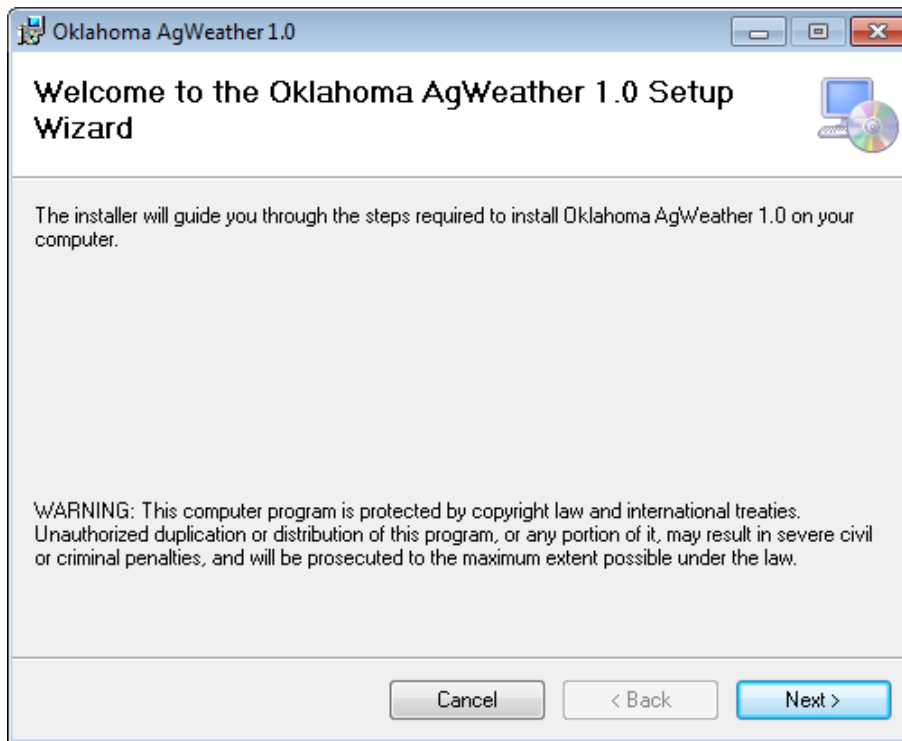 Oklahoma AgWeather 1.0
Welcome to the Oklahoma AgWeather 1.0 Setup
Wizard
The installer will guide you through the steps required to install Oklahoma AgWeather 1.0 on your
computer.
WARNING: This computer program is protected by copyright law and international treaties.
Unauthorized duplication or distribution of this program, or any portion of it, may result in severe civil
or criminal penalties, and will be prosecuted to the maximum extent possible under the law.
Cancel
< Back
Next >